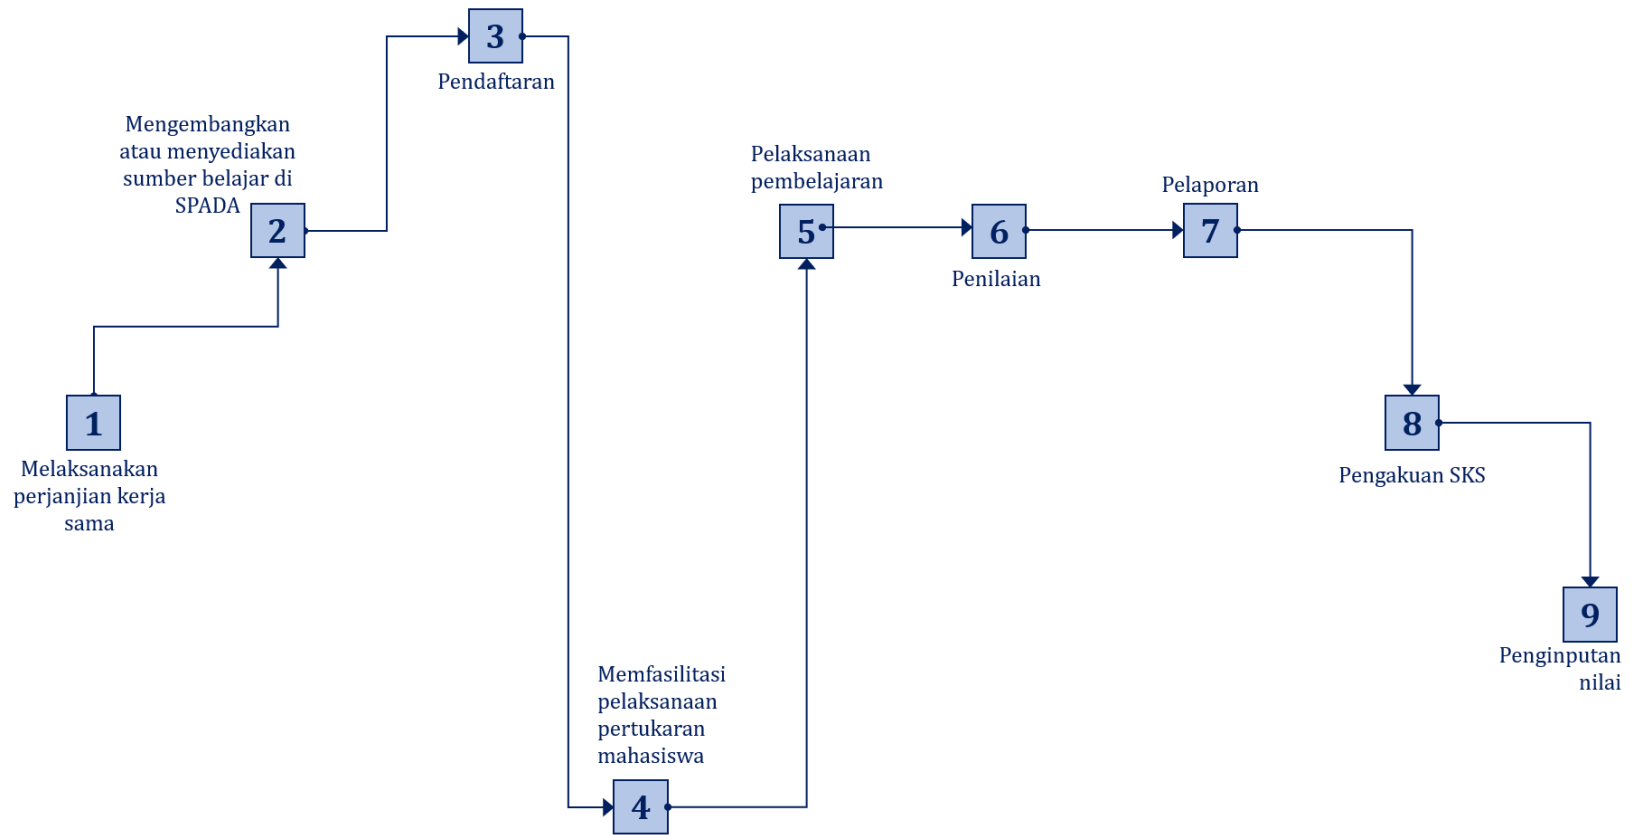 1
Melaksanakan
perjanjian kerja
sama
Mengembangkan
atau menyediakan
sumber belajar di
SPADA
2
3
Pendaftaran
Memfasilitasi
pelaksanaan
pertukaran
mahasiswa
4
Pelaksanaan
pembelajaran
5
6
Penilaian
Pelaporan
7
8
Pengakuan SKS
9
Penginputan
nilai